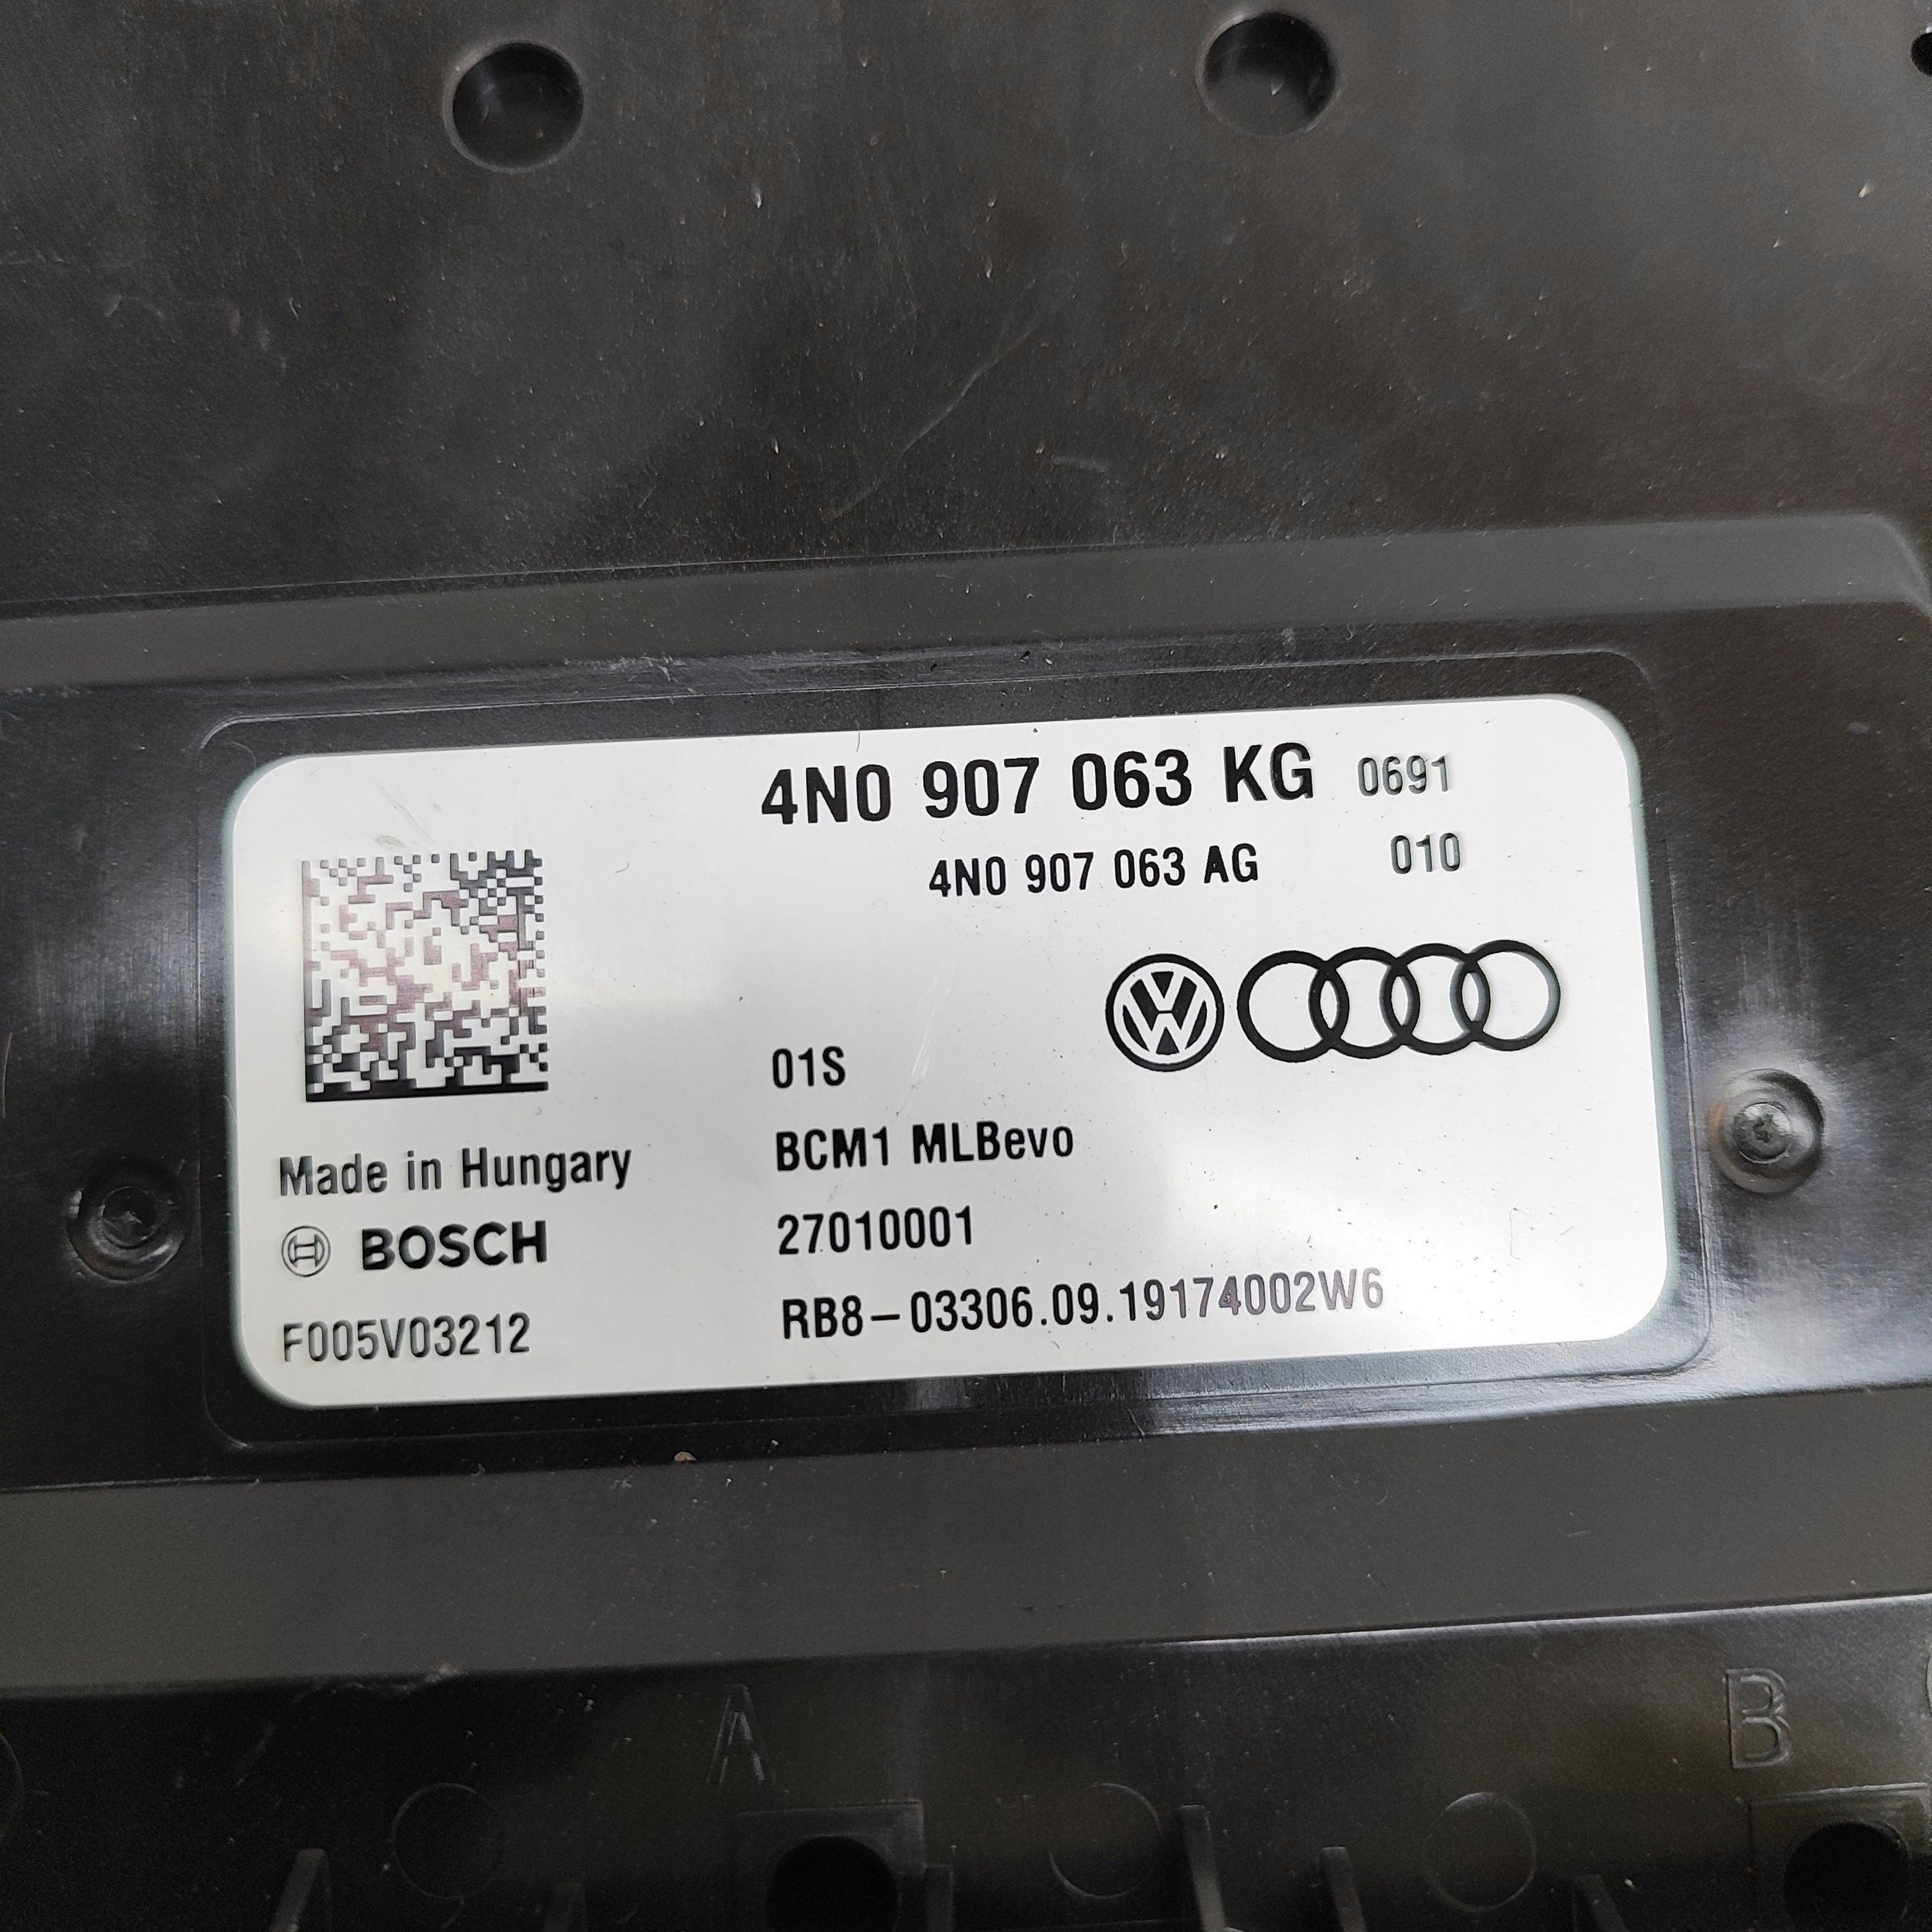 4N0 907 063 KG 0691
4N0 907 063 AG 010
01S
BCM1 MLBevo
Made in Hungary
27010001
BOSCH
RB8-03306.09.19174002W6
F005V03212
A
B